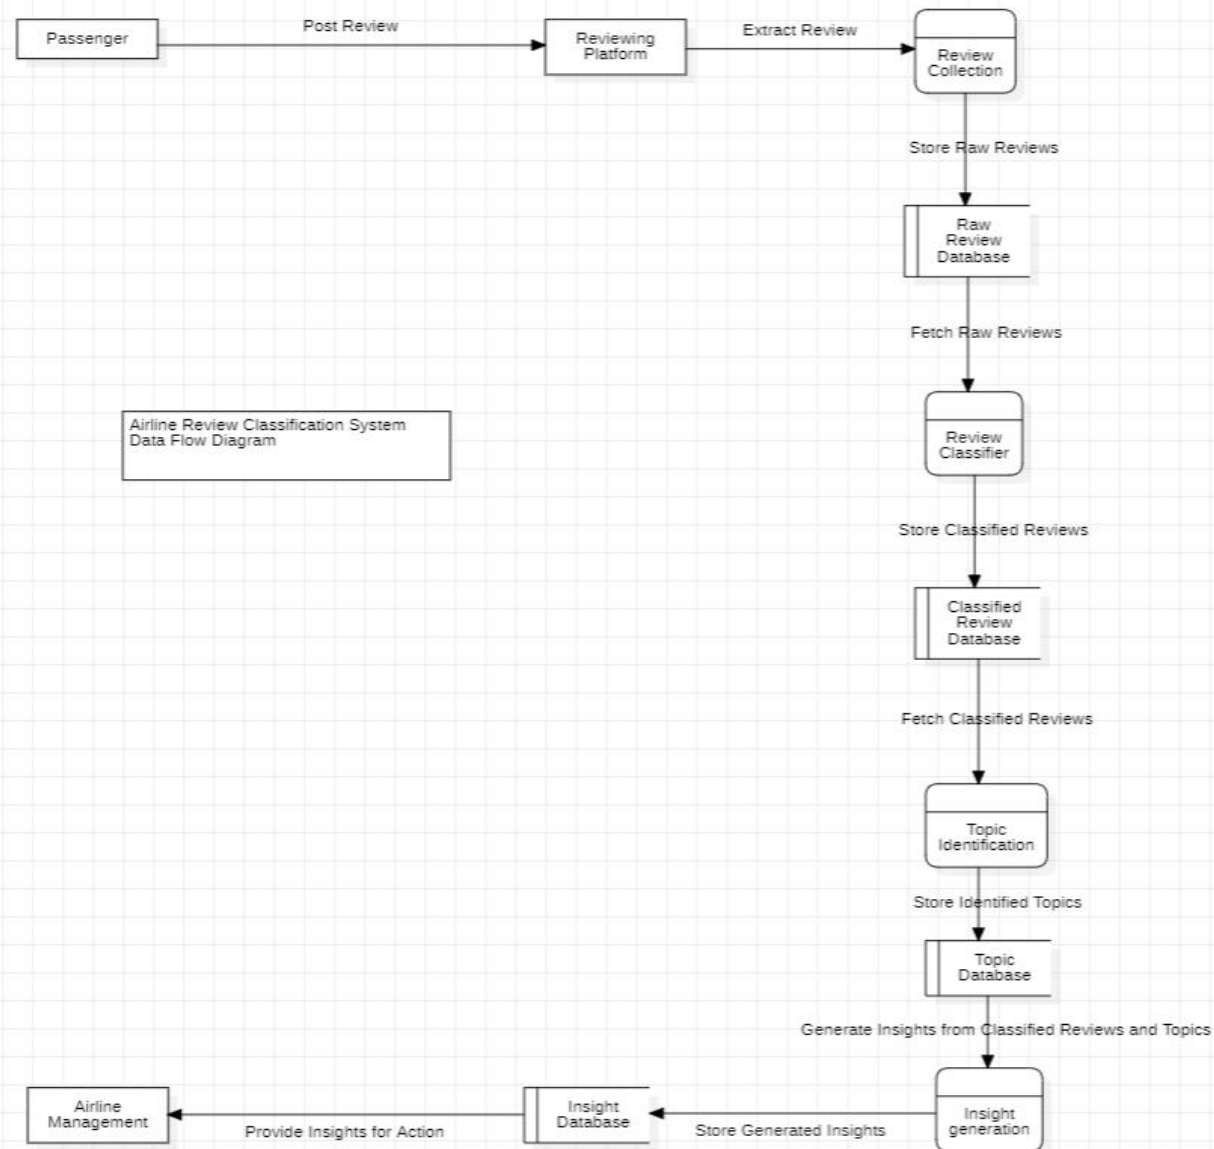 Post Review
Passenger
Reviewing
Platform
Extract Review
Review
Collection
Store Raw Reviews
Raw
Review
Database
Fetch Raw Reviews
Airline Review Classification System
Data Flow Diagram
Review
Classifier
Store Classified Reviews
Classified
Review
Database
Fetch Classified Reviews
Topic
Identification
Store Identified Topics
Topic
Database
Generate Insights from Classified Reviews and Topics
Insight
generation
Store Generated Insights
Insight
Database
Provide Insights for Action
Airline
Management